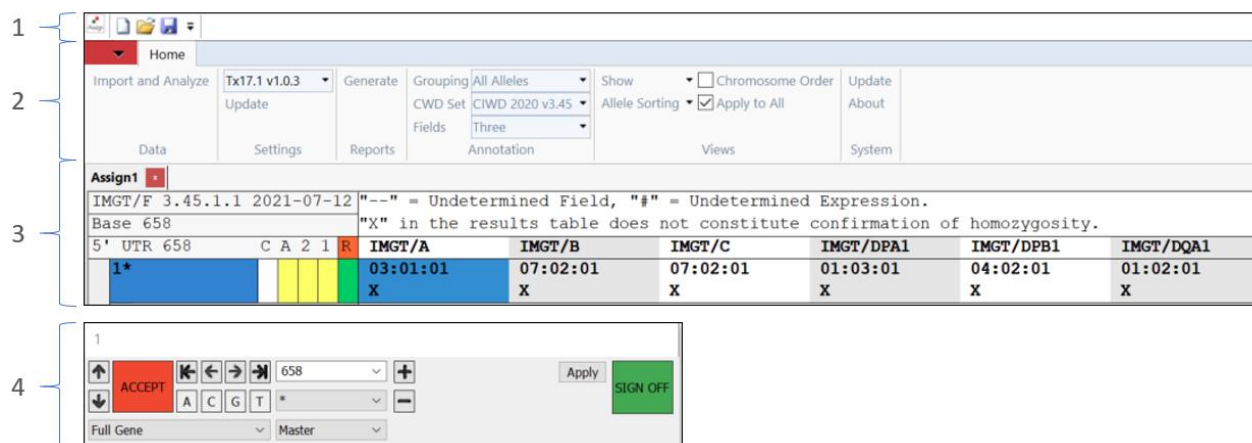 1
2
Home
Import and Analyze Tx17.1 v1.0.3 Generate Grouping All Alleles Show Chromosome Order Update
Update CWD Set CIWD 2020 v3.45 Allele Sorting Apply to All About
Fields Three
Data Settings Reports Annotation Views System
3
Assign1 x
IMGT/F 3.45.1.1 2021-07-12 "--" = Undetermined Field, "#" = Undetermined Expression.
Base 658 "X" in the results table does not constitute confirmation of homozygosity.
5' UTR 658 C A 2 1 R IMGT/A IMGT/B IMGT/C IMGT/DPA1 IMGT/DPB1 IMGT/DQA1
1* 03:01:01 07:02:01 07:02:01 01:03:01 04:02:01 01:02:01
X X X X X X
4
1
ACCEPT 658 Apply SIGN OFF
A C G T *
Full Gene Master